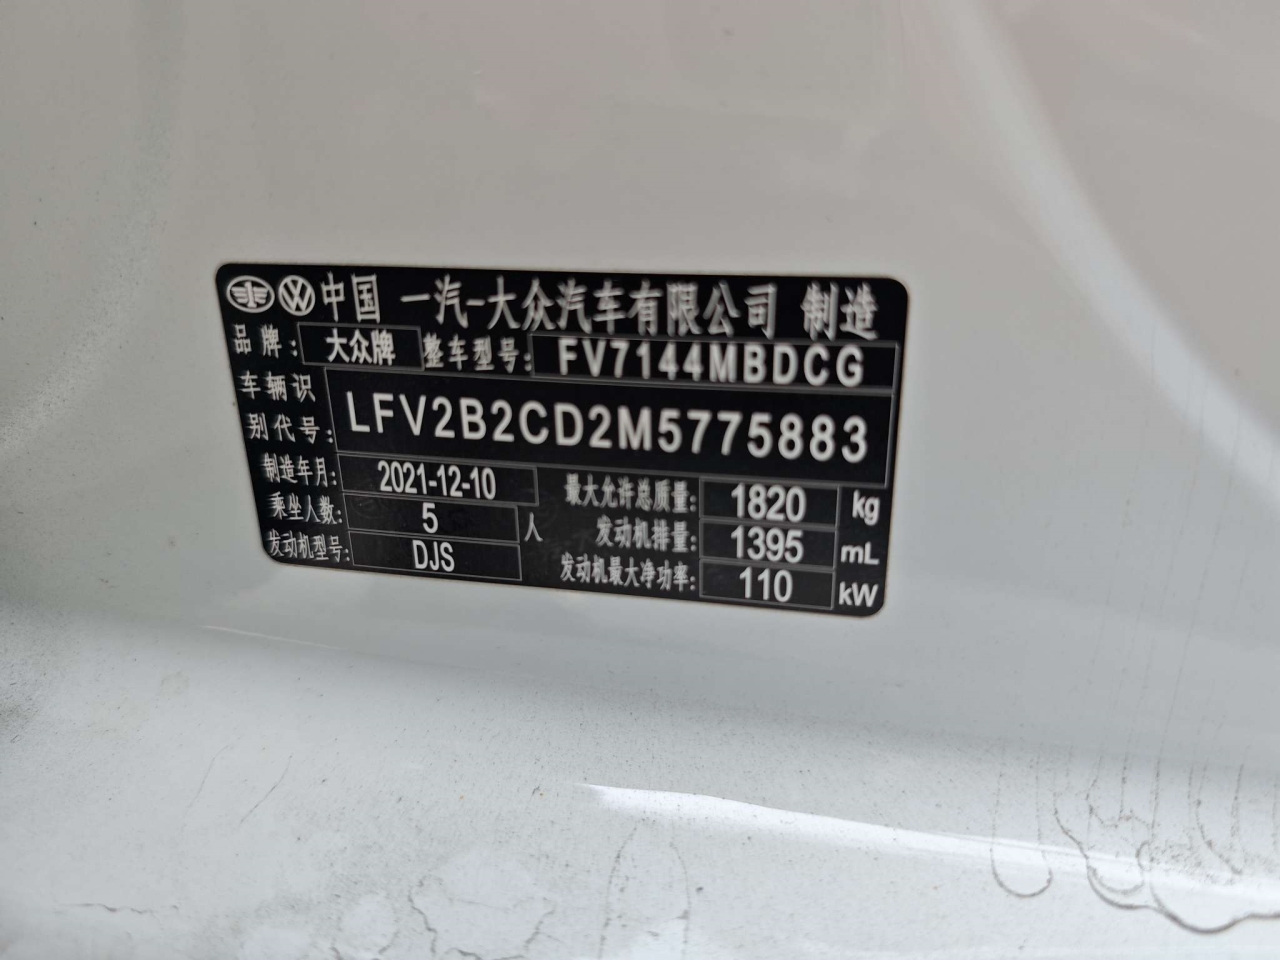 中国 一汽-大众汽车有限公司 制造
品牌: 大众牌 整车型号: FV7144MBDCG
车辆识别代号: LFV2B2CD2M5775883
制造年月: 2021-12-10 最大允许总质量: 1820 kg
乘坐人数: 5 人 发动机排量: 1395 mL
发动机型号: DJS 发动机最大净功率: 110 kW